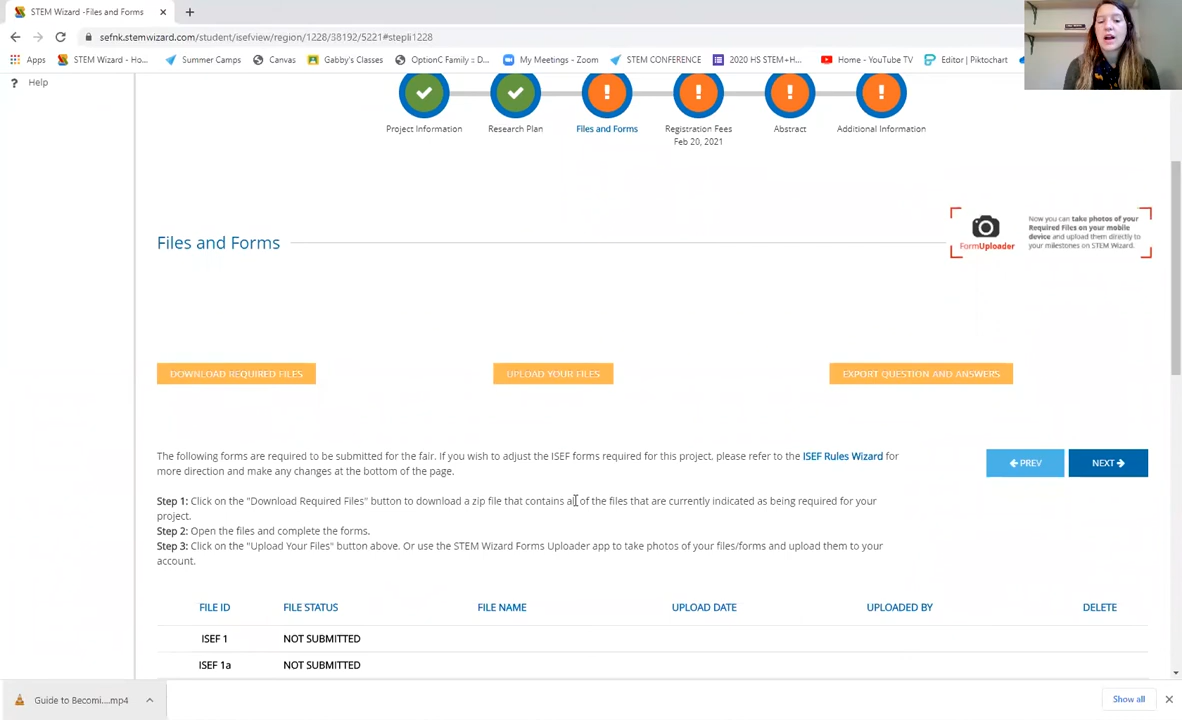 STEM Wizard -Files and Forms
sefnk.stemwizard.com/student/isefview/region/1228/38192/5221#stepli1228
Apps STEM Wizard - Ho... Summer Camps Canvas Gabby's Classes OptionC Family :: D... My Meetings - Zoom STEM CONFERENCE 2020 HS STEM+H... Home - YouTube TV Editor | Piktochart
? Help
Project Information Research Plan Files and Forms Registration Fees Abstract Additional Information
Feb 20, 2021
Now you can take photos of your
Required Files on your mobile
device and upload them directly to
your milestones on STEM Wizard.
FormUploader
Files and Forms
DOWNLOAD REQUIRED FILES UPLOAD YOUR FILES EXPORT QUESTION AND ANSWERS
The following forms are required to be submitted for the fair. If you wish to adjust the ISEF forms required for this project, please refer to the ISEF Rules Wizard for
more direction and make any changes at the bottom of the page.
PREV NEXT
Step 1: Click on the "Download Required Files" button to download a zip file that contains all of the files that are currently indicated as being required for your
project.
Step 2: Open the files and complete the forms.
Step 3: Click on the "Upload Your Files" button above. Or use the STEM Wizard Forms Uploader app to take photos of your files/forms and upload them to your
account.
FILE ID FILE STATUS FILE NAME UPLOAD DATE UPLOADED BY DELETE
ISEF 1 NOT SUBMITTED
ISEF 1a NOT SUBMITTED
Guide to Becomi....mp4 Show all